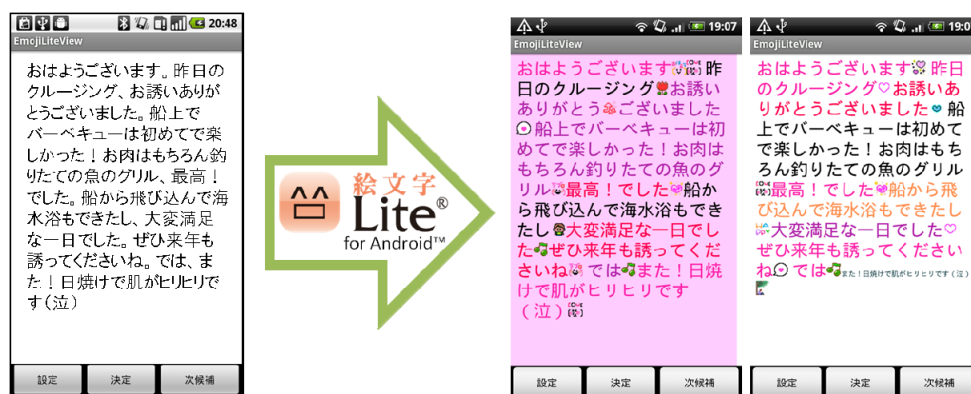 20:48
EmojiLiteView
おはようございます。昨日の
クルージング、お誘いありが
とうございました。船上で
バーベキューは初めてで楽
しかった！お肉はもちろん釣
りたての魚のグリル、最高！
でした。船から飛び込んで海
水浴もできたし、大変満足
な一日でした。ぜひ来年も
誘ってくださいね。では、ま
た！日焼けで肌がヒリヒリで
す(泣)
設定 決定 次候補
絵文字
Lite®
for Android™
19:07
EmojiLiteView
おはようございます 昨
日のクルージング お誘い
ありがとう ございました
船上でバーベキューは初
めてで楽しかった！お肉は
もちろん釣りたての魚のグ
リル 最高！でした 船か
ら飛び込んで海水浴もでき
たし 大変満足な一日でし
た ぜひ来年も誘ってくだ
さいね では また！日焼
けで肌がヒリヒリです
（泣）
設定 決定 次候補
19:07
EmojiLiteView
おはようございます 昨日
のクルージング♡お誘いあ
りがとうございました 船
上でバーベキューは初めて
で楽しかった！お肉はもち
ろん釣りたての魚のグリル
最高！でした 船から飛
び込んで海水浴もできたし
大変満足な一日でした♡
ぜひ来年も誘ってください
ね では また！日焼けで肌がヒリヒリです（泣）
設定 決定 次候補